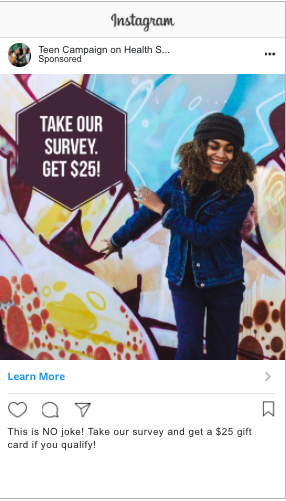 Instagram
Teen Campaign on Health S...
Sponsored
TAKE OUR
SURVEY.
GET $25!
Learn More
This is NO joke! Take our survey and get a $25 gift
card if you qualify!